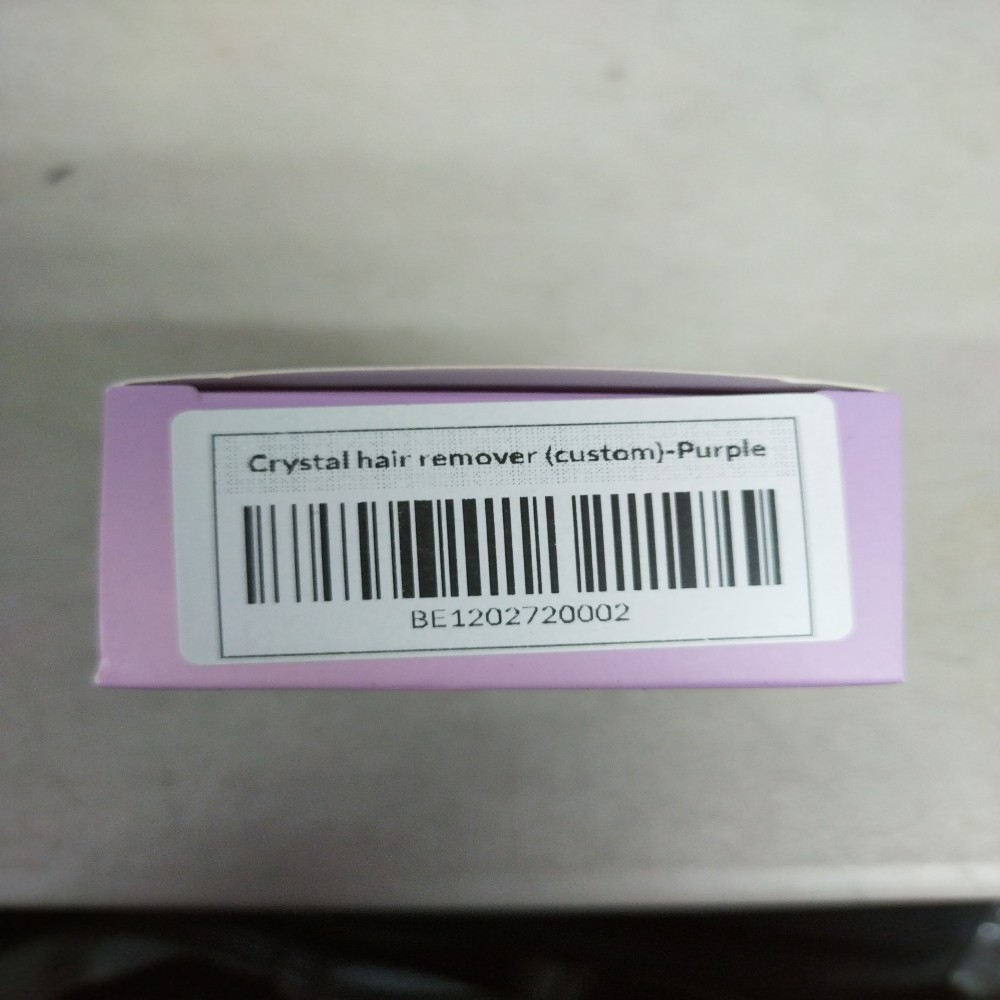 Crystal hair remover (custom)-Purple
BE1202720002